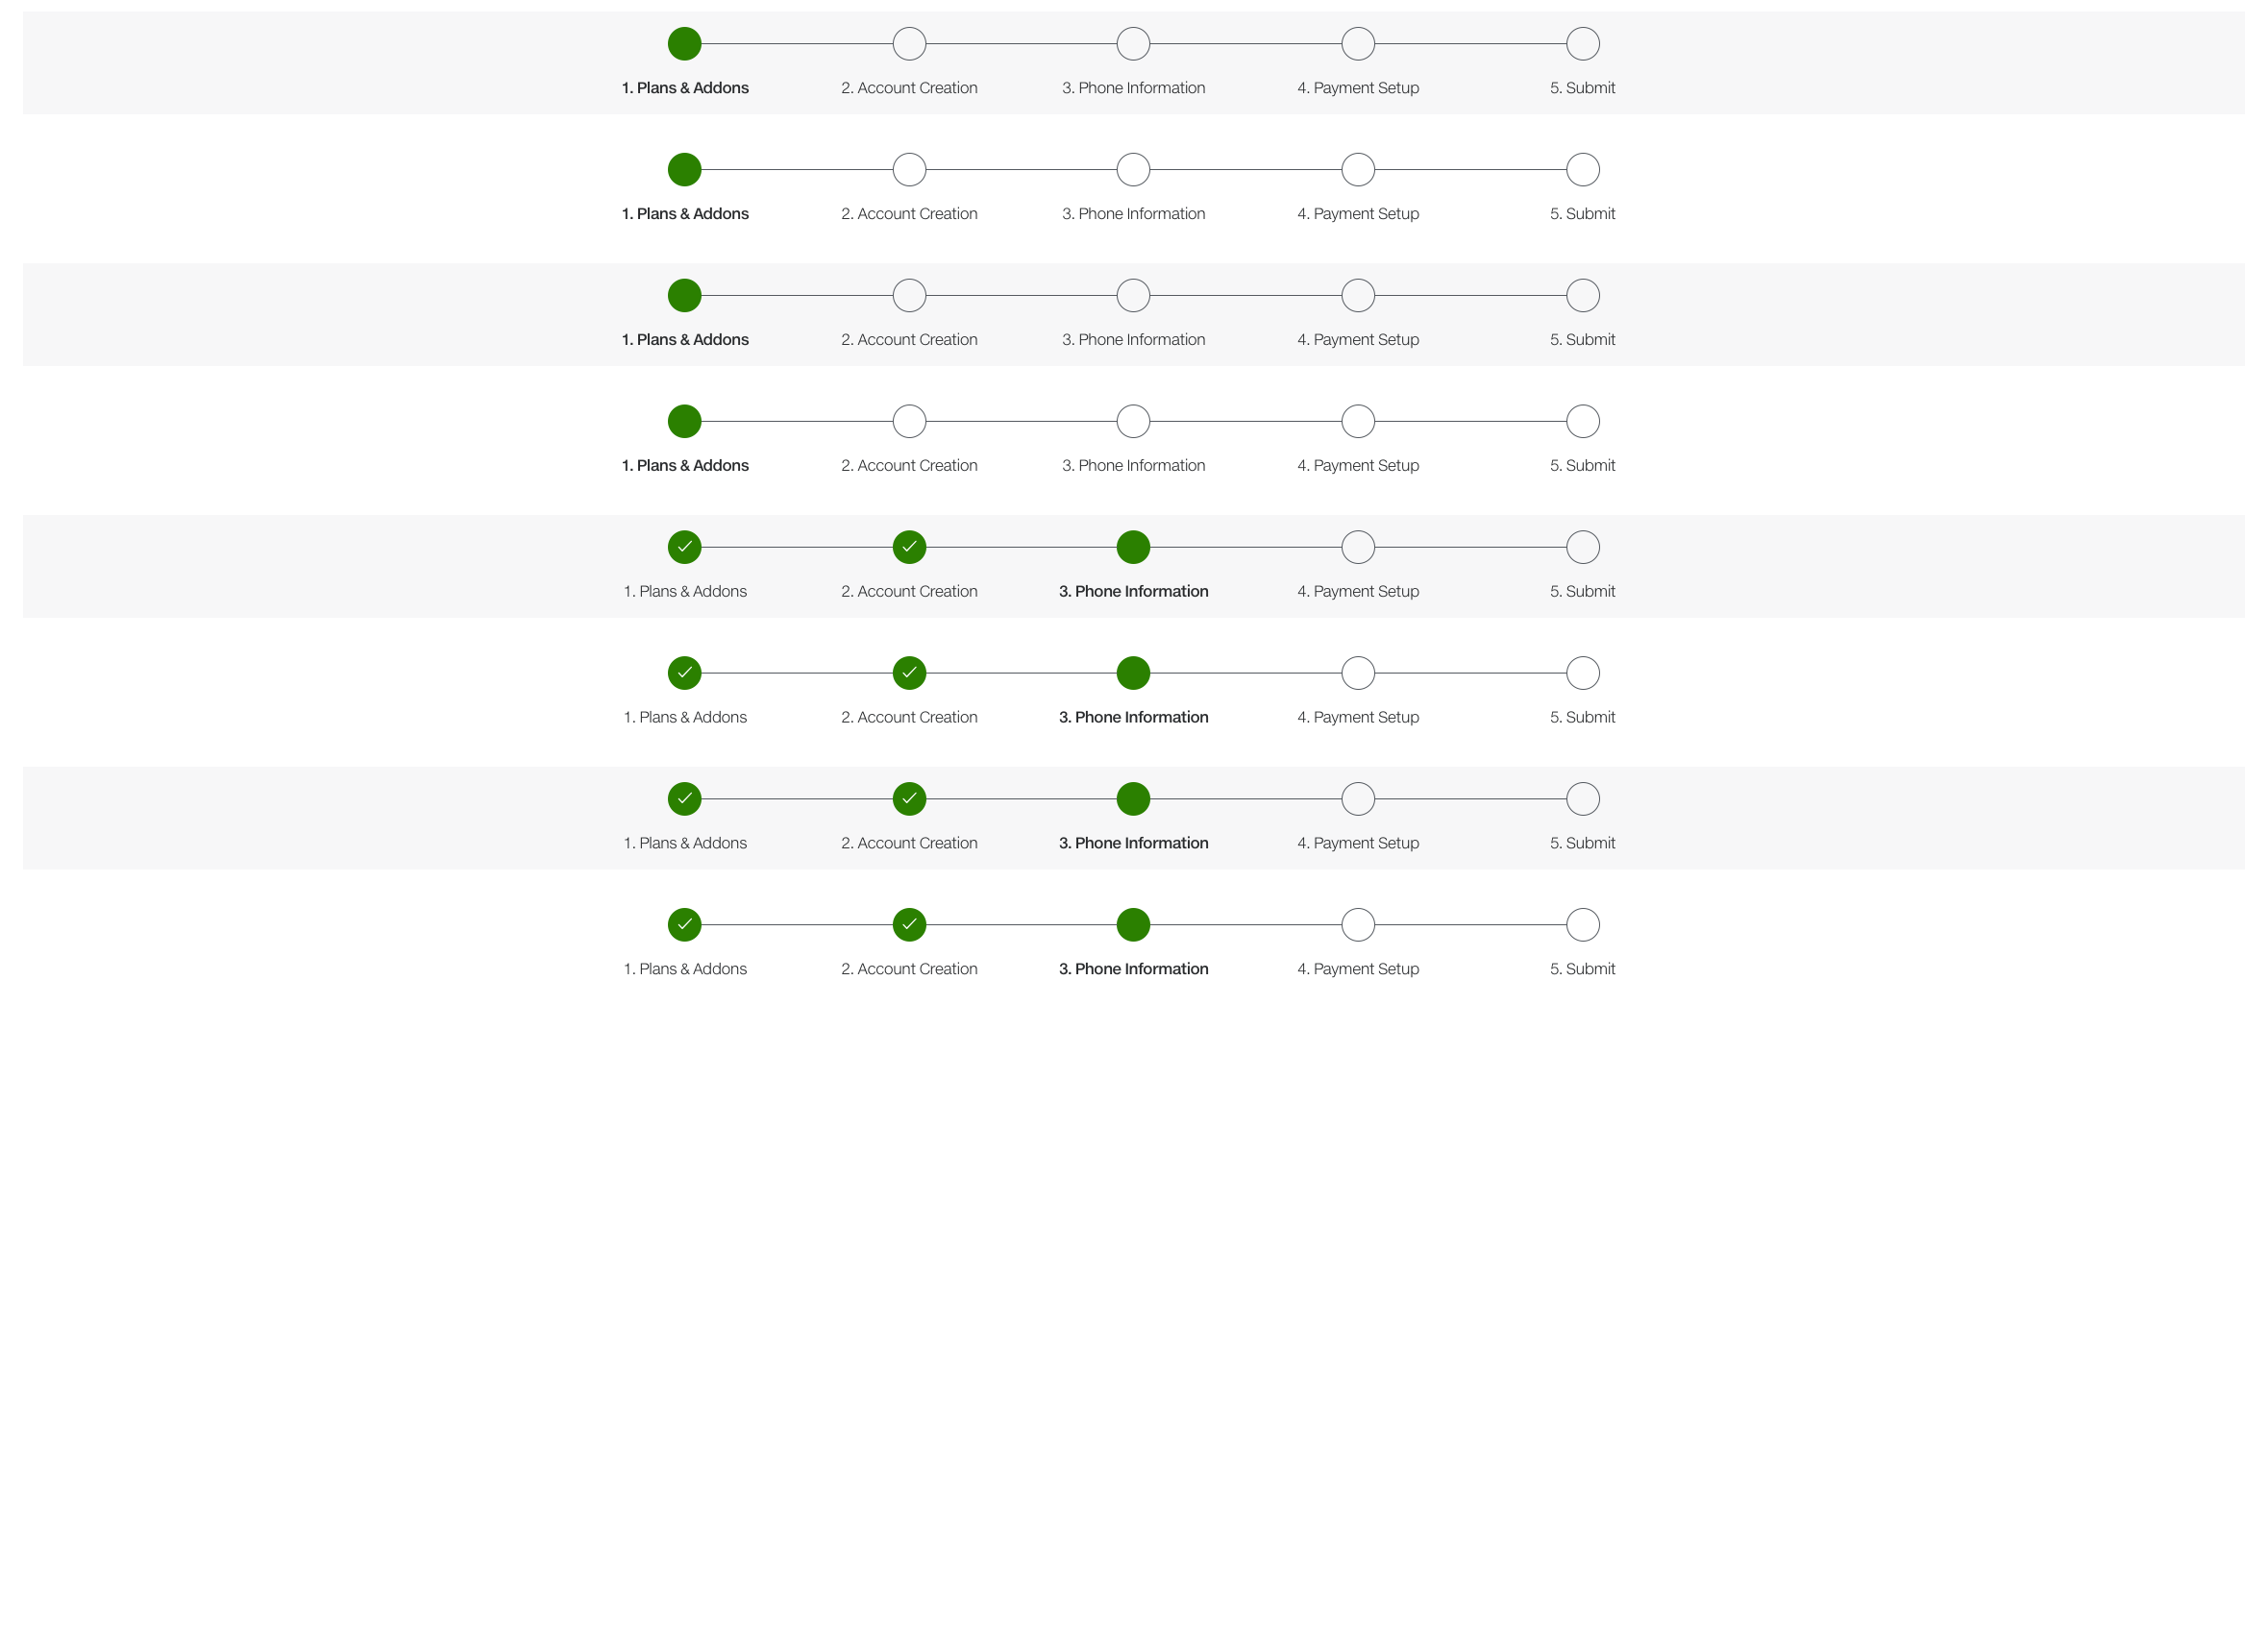 1. Plans & Addons 2. Account Creation 3. Phone Information 4. Payment Setup 5. Submit
1. Plans & Addons 2. Account Creation 3. Phone Information 4. Payment Setup 5. Submit
1. Plans & Addons 2. Account Creation 3. Phone Information 4. Payment Setup 5. Submit
1. Plans & Addons 2. Account Creation 3. Phone Information 4. Payment Setup 5. Submit
1. Plans & Addons 2. Account Creation 3. Phone Information 4. Payment Setup 5. Submit
1. Plans & Addons 2. Account Creation 3. Phone Information 4. Payment Setup 5. Submit
1. Plans & Addons 2. Account Creation 3. Phone Information 4. Payment Setup 5. Submit
1. Plans & Addons 2. Account Creation 3. Phone Information 4. Payment Setup 5. Submit